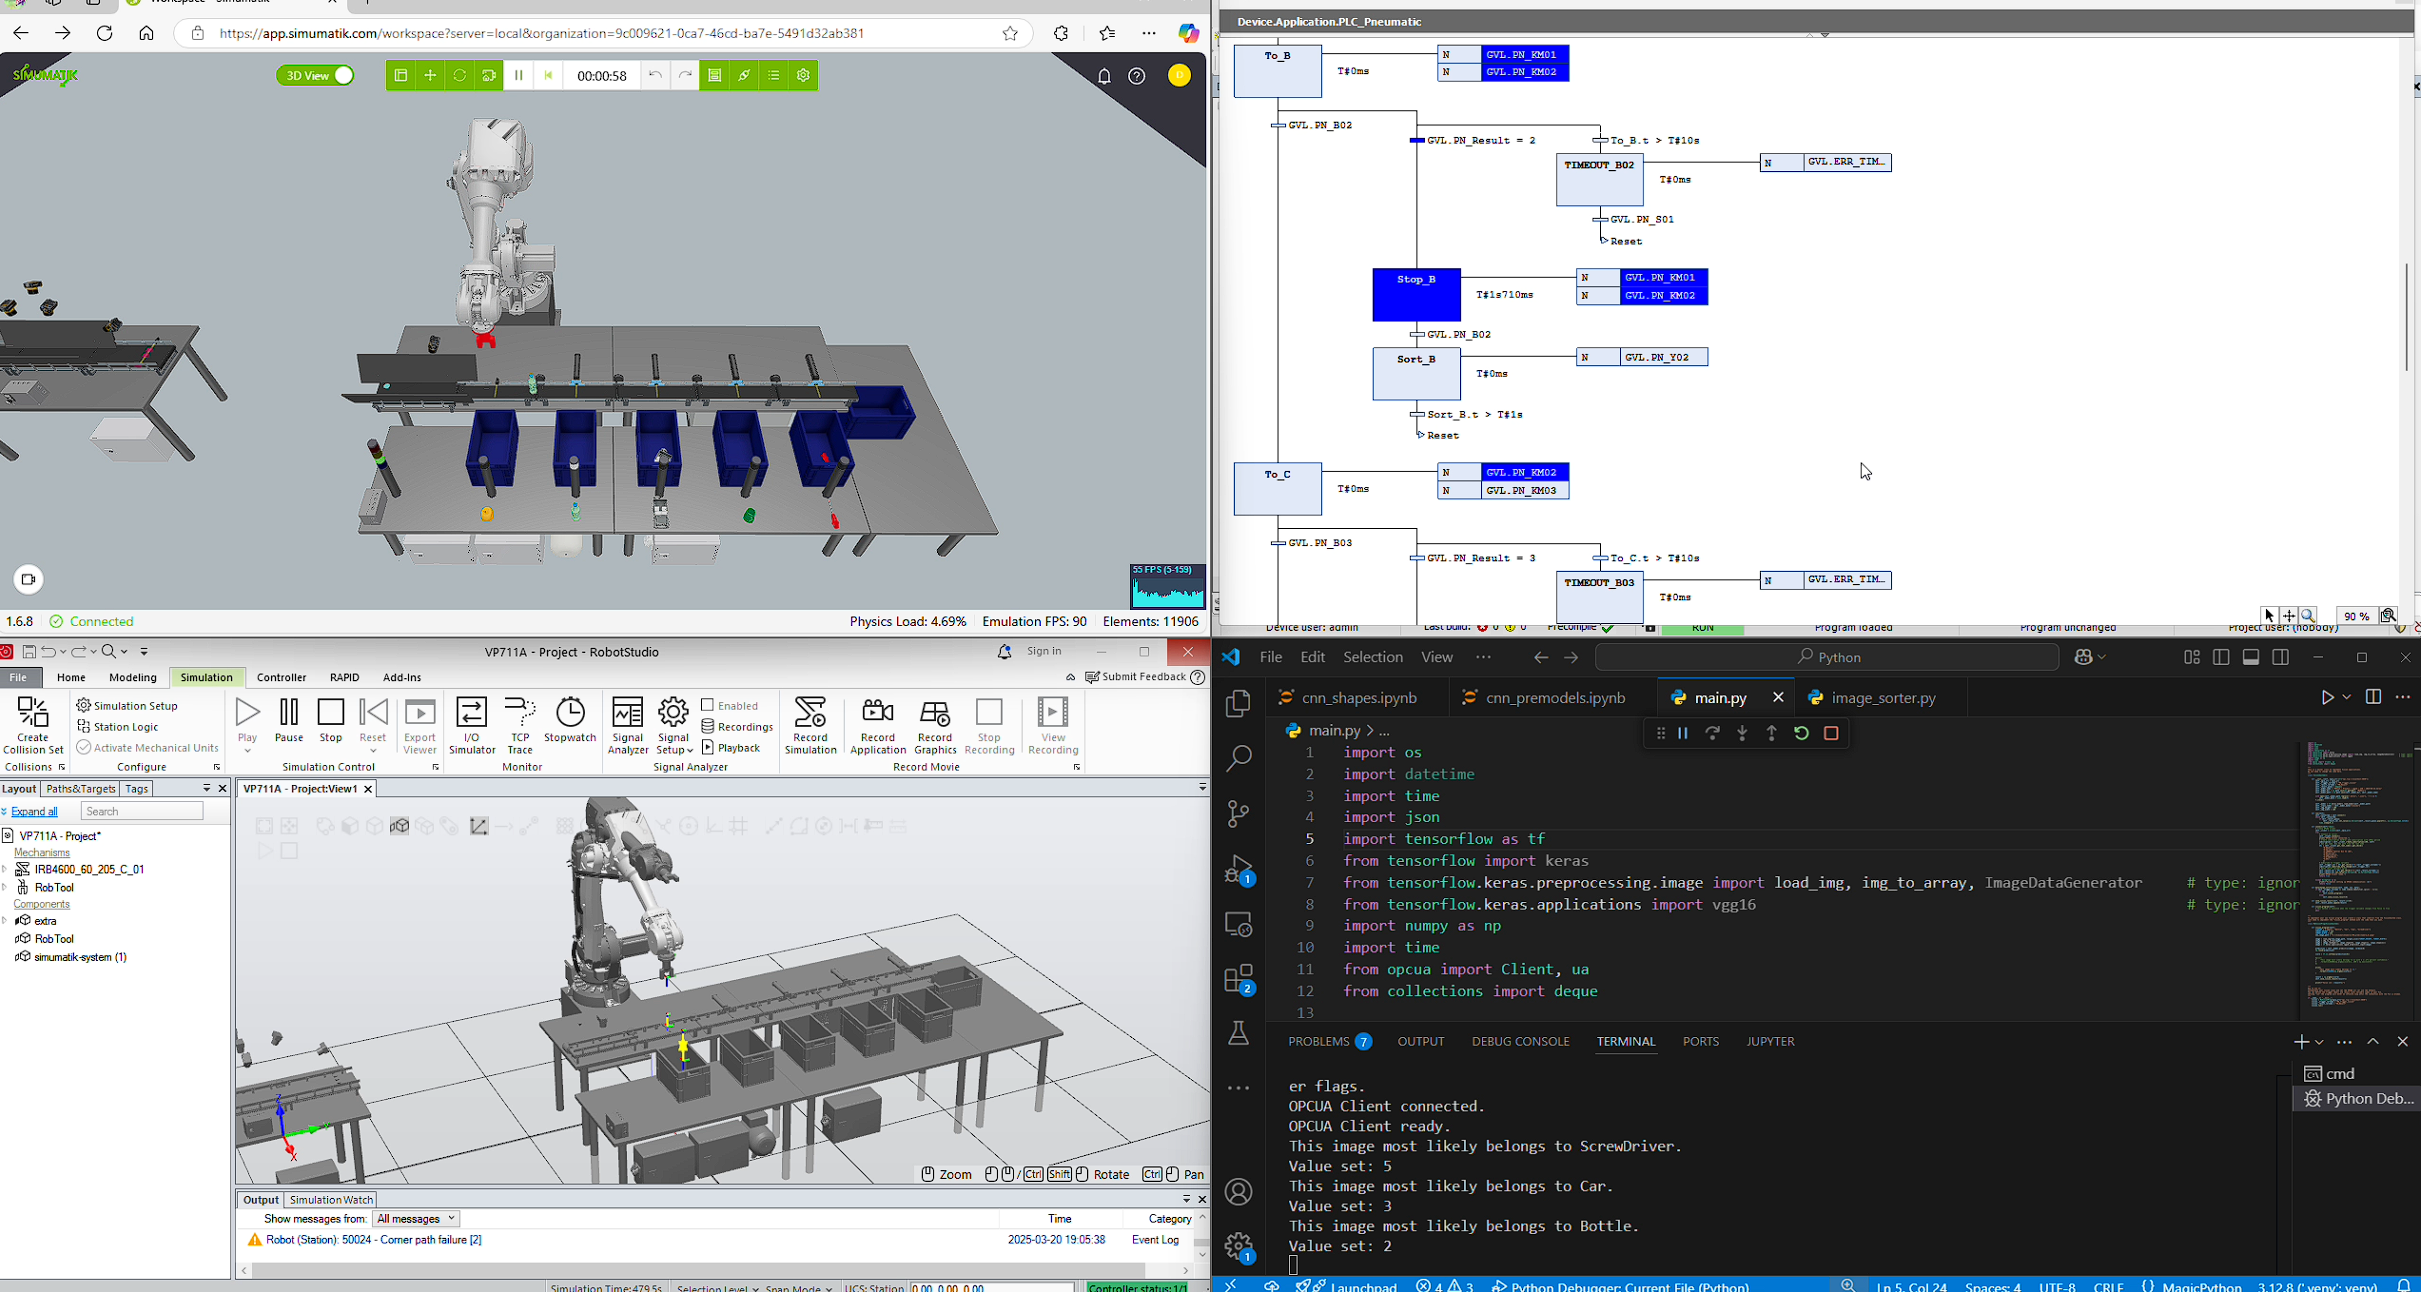 Workspace - Simumatik
https://app.simumatik.com/workspace?server=local&organization=9c009621-0ca7-46cd-ba7e-5491d32ab381
SIMUMATIK
3D View
00:00:58
D
55 FPS (5-159)
1.6.8 Connected Physics Load: 4.69% Emulation FPS: 90 Elements: 11906
Device.Application.PLC_Pneumatic
To_B
T#0ms
N GVL.PN_KM01
N GVL.PN_KM02
GVL.PN_B02
GVL.PN_Result = 2
To_B.t > T#10s
TIMEOUT_B02
T#0ms
N GVL.ERR_TIM…
GVL.PN_S01
Reset
Stop_B
T#1s710ms
N GVL.PN_KM01
N GVL.PN_KM02
GVL.PN_B02
Sort_B
T#0ms
N GVL.PN_Y02
Sort_B.t > T#1s
Reset
To_C
T#0ms
N GVL.PN_KM02
N GVL.PN_KM03
GVL.PN_B03
GVL.PN_Result = 3
To_C.t > T#10s
TIMEOUT_B03
T#0ms
N GVL.ERR_TIM…
90 %
Device user: admin Last build: 0 0 Precompile RUN Program loaded Program unchanged Project user: (nobody)
VP711A - Project - RobotStudio
Sign in
File Home Modeling Simulation Controller RAPID Add-Ins
Submit Feedback
Create Collision Set
Collisions
Simulation Setup
Station Logic
Activate Mechanical Units
Configure
Play Pause Stop Reset Export Viewer
Simulation Control
I/O Simulator TCP Trace Stopwatch
Monitor
Signal Analyzer Signal Setup
Enabled
Recordings
Playback
Signal Analyzer
Record Simulation Record Application Record Graphics Stop Recording View Recording
Record Movie
Layout Paths&Targets Tags
Expand all Search
VP711A - Project*
Mechanisms
IRB4600_60_205_C_01
RobTool
Components
extra
RobTool
simumatik-system (1)
VP711A - Project:View1
Z
X
Zoom / Ctrl Shift Rotate Ctrl Pan
Output Simulation Watch
Show messages from: All messages Time Category
Robot (Station): 50024 - Corner path failure [2] 2025-03-20 19:05:38 Event Log
Simulation Time: 479.5s Selection Level Snap Mode UCS: Station 0.00 0.00 0.00 Controller status: 1/1
File Edit Selection View ···
Python
cnn_shapes.ipynb cnn_premodels.ipynb main.py image_sorter.py
main.py > ...
1 import os
2 import datetime
3 import time
4 import json
5 import tensorflow as tf
6 from tensorflow import keras
7 from tensorflow.keras.preprocessing.image import load_img, img_to_array, ImageDataGenerator # type: ignor
8 from tensorflow.keras.applications import vgg16 # type: ignor
9 import numpy as np
10 import time
11 from opcua import Client, ua
12 from collections import deque
13
PROBLEMS 7 OUTPUT DEBUG CONSOLE TERMINAL PORTS JUPYTER
er flags.
OPCUA Client connected.
OPCUA Client ready.
This image most likely belongs to ScrewDriver.
Value set: 5
This image most likely belongs to Car.
Value set: 3
This image most likely belongs to Bottle.
Value set: 2
cmd
Python Deb...
1
2
1
Launchpad 4 3 Python Debugger: Current File (Python) Ln 5, Col 24 Spaces: 4 UTF-8 CRLF MagicPython 3.12.8 ('.venv': venv)